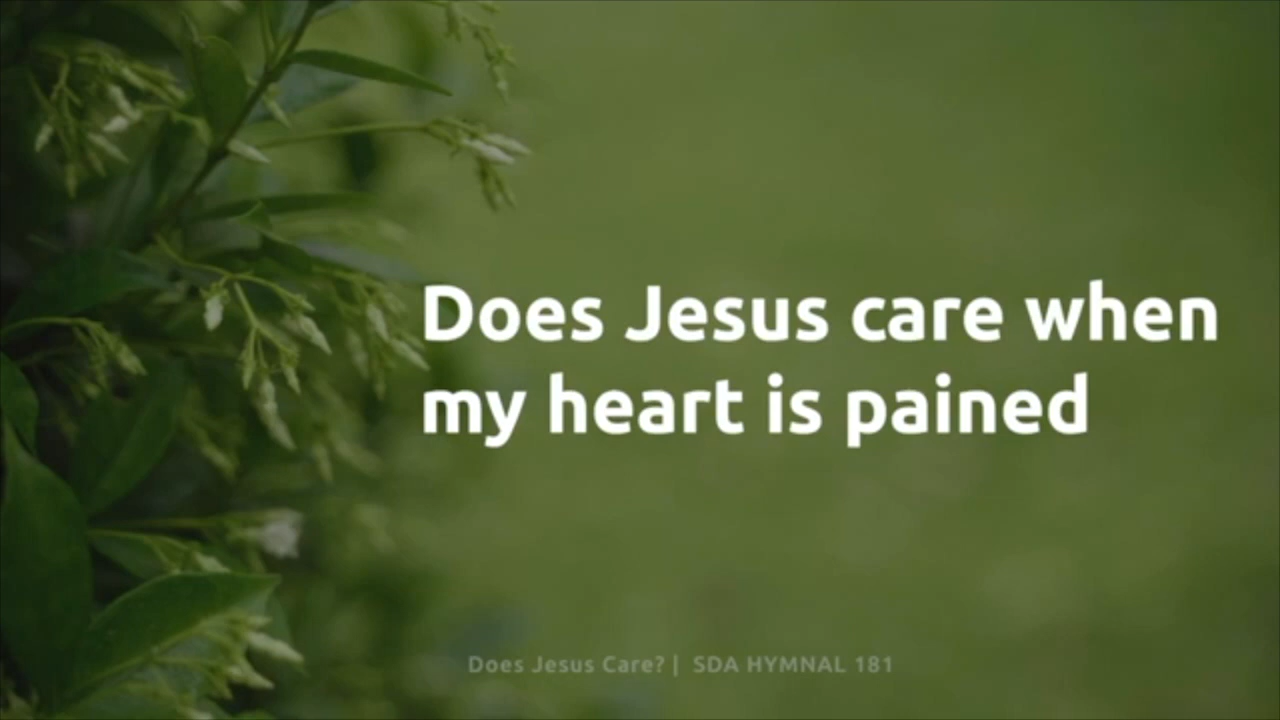 Does Jesus care when
my heart is pained
Does Jesus Care? | SDA HYMNAL 181